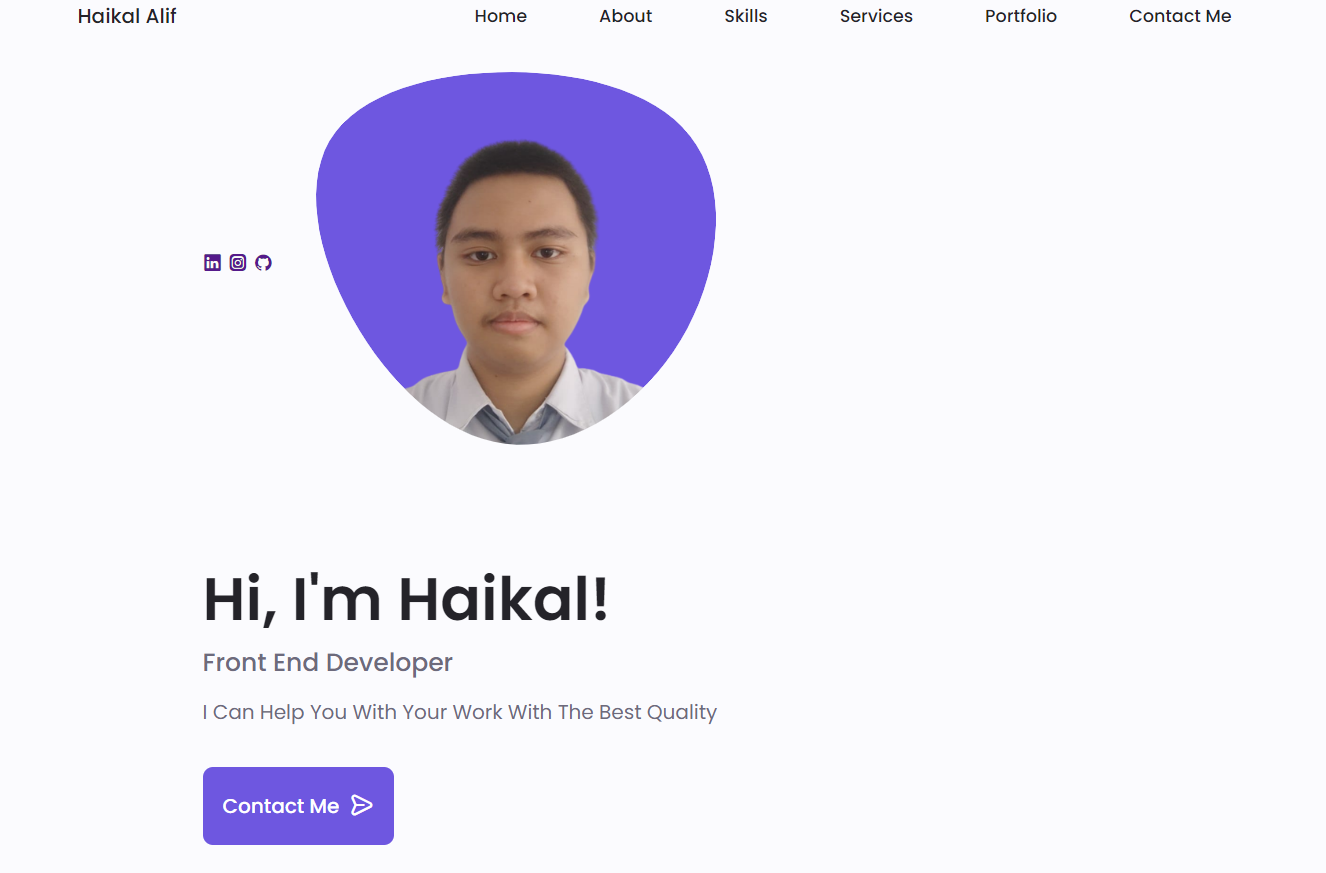 Haikal Alif
Home
About
Skills
Services
Portfolio
Contact Me
in
Hi, I'm Haikal!
Front End Developer
I Can Help You With Your Work With The Best Quality
Contact Me